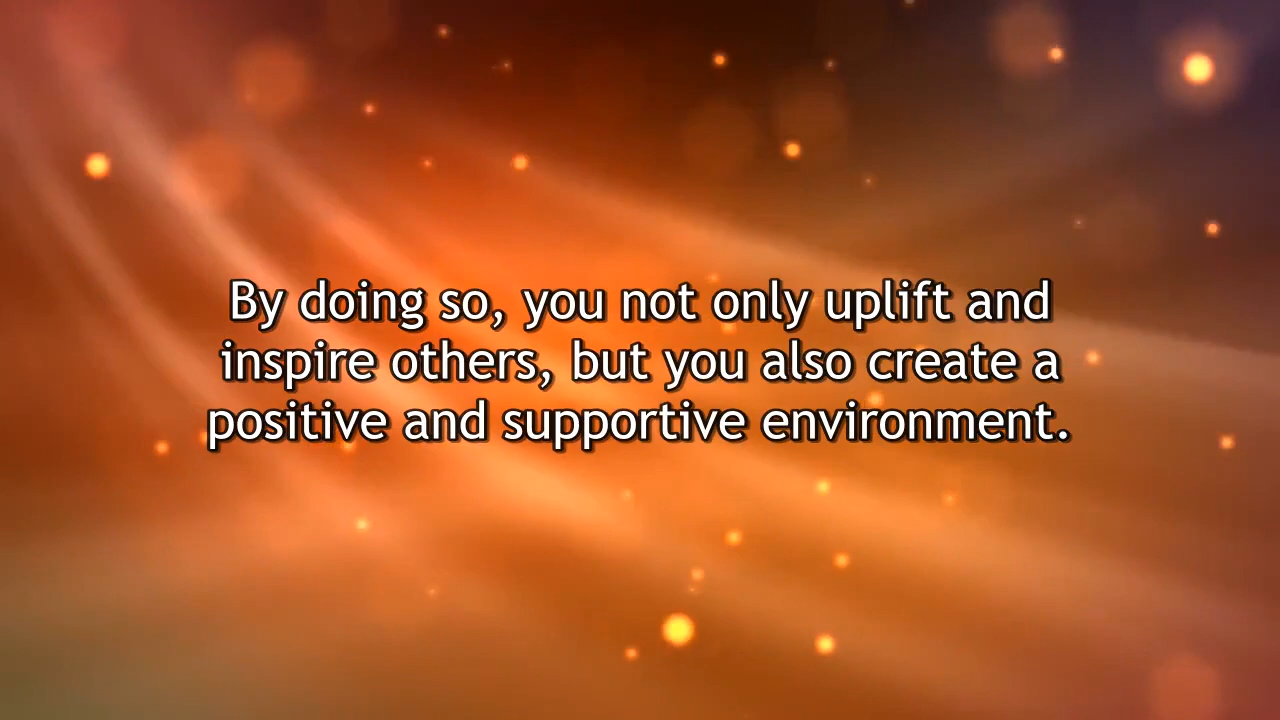 By doing so, you not only uplift and
inspire others, but you also create a
positive and supportive environment.